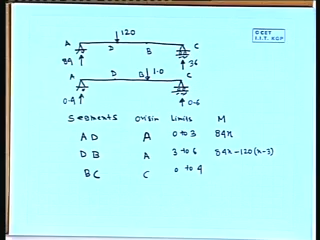 CCET
I.I.T. KGP
120
A D B C
84 36
A D B 1.0 C
0.4 0.6
Segments Origin Limits M
AD A 0 to 3 84x
DB A 3 to 6 84x-120(x-3)
BC C 0 to 4